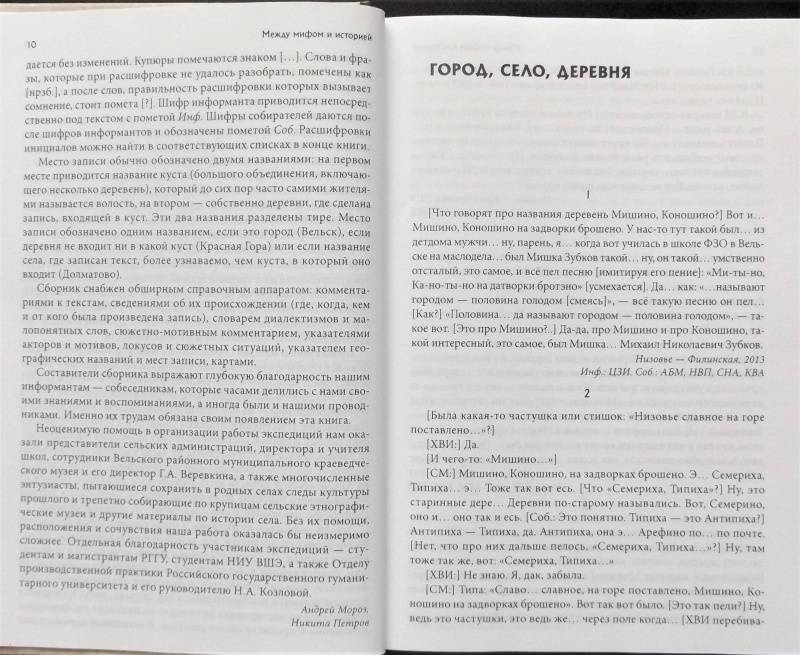 10
Между мифом и историей
дается без изменений. Купюры помечаются знаком […]. Слова и фра-
зы, которые при расшифровке не удалось разобрать, помечены как
[нрзб.], а после слов, правильность расшифровки которых вызывает
сомнение, стоит помета [?]. Шифр информанта приводится непосред-
ственно под текстом с пометой Инф. Шифры собирателей даются по-
сле шифров информантов и обозначены пометой Соб. Расшифровки
инициалов можно найти в соответствующих списках в конце книги.
Место записи обычно обозначено двумя названиями: на первом
месте приводится название куста (большого объединения, включаю-
щего несколько деревень), который до сих пор часто самими жителя-
ми называется волость, на втором — собственно деревни, где сделана
запись, входящей в куст. Эти два названия разделены тире. Место
записи обозначено одним названием, если это город (Вельск), если
деревня не входит ни в какой куст (Красная Гора) или если название
села, где записан текст, более узнаваемо, чем куста, в который оно
входит (Долматово).
Сборник снабжен обширным справочным аппаратом: коммента-
риями к текстам, сведениями об их происхождении (где, когда, кем
и от кого была произведена запись), словарем диалектизмов и ма-
лопонятных слов, сюжетно-мотивным комментарием, указателями
акторов и мотивов, локусов и сюжетных ситуаций, указателем гео-
графических названий и мест записи, картами.
Составители сборника выражают глубокую благодарность нашим
информантам — собеседникам, которые часами делились с нами свои-
ми знаниями и воспоминаниями, а иногда были и нашими провод-
никами. Именно их трудам обязана своим появлением эта книга.
Неоценимую помощь в организации работы экспедиций нам ока-
зали представители сельских администраций, директора и учителя
школ, сотрудники Вельского районного муниципального краеведче-
ского музея и его директор Г.А. Веревкина, а также многочисленные
энтузиасты, пытающиеся сохранить в родных селах следы культуры
прошлого и трепетно собирающие по крупицам сельские этнографи-
ческие музеи и другие материалы по истории села. Без их помощи,
расположения и сочувствия наша работа оказалась бы неизмеримо
сложнее. Отдельная благодарность участникам экспедиций — сту-
дентам и магистрантам РГГУ, студентам НИУ ВШЭ, а также Отделу
производственной практики Российского государственного гумани-
тарного университета и его руководителю Н.А. Козловой.
Андрей Мороз,
Никита Петров
ГОРОД, СЕЛО, ДЕРЕВНЯ
1
[Что говорят про названия деревень Мишино, Коношино?] Вот и…
Мишино, Коношино на задворки брошено. У нас-то тут такой был… из
детдома мужчи… ну, парень, я… когда вот училась в школе ФЗО в Вель-
ске на маслодела… был Мишка Зубков такой… ну, он такой… умственно
отсталый, это самое, и всё пел песню [имитируя его пение]: «Ми-ты-но,
Ка-но-ты-но на датворки бротэно» [усмехается]. Да… как: «…называют
городом — половина голодом [смеясь]», — всё такую песню он пел…
[Как?] «Половина… да называют городом — половина голодом», — та-
кое вот. [Это про Мишино?..] Да-да, про Мишино и про Коношино, та-
кой интересный, это самое, был Мишка… Михаил Николаевич Зубков.
Низовье — Филинская, 2013
Инф.: ЦЗИ. Соб.: АБМ, НВП, СНА, КВА
2
[Была какая-то частушка или стишок: «Низовье славное на горе
поставлено…»?]
[ХВИ:] Да.
[И чего-то: «Мишино…»]
[СМ:] Мишино, Коношино, на задворках брошено. Э… Семериха,
Типиха… э… Тоже так вот есь. [Что «Семериха, Типиха»?] Ну, это
старинные дере… Деревни по-старому назывались. Вот, Семерино,
оно и… оно так и есь. [Соб.: Это понятно. Типиха — это Антипиха?]
Антипиха — Типиха, да. Антипиха, она э… Арефино по… по почте.
[Нет, что про них дальше пелось, «Семериха, Типиха…»?] Ну, там
тоже так же, вот: «Семериха, Типиха…»
[ХВИ:] Не знаю. Я, дак, забыла.
[СМ:] Типа: «Славо… славное, на горе поставлено, Мишино, Ко-
ношино на задворках брошено». Вот так вот было. [Это так пели?] Ну,
ведь это частушки, это ведь же… через поле когда… [ХВИ перебива-